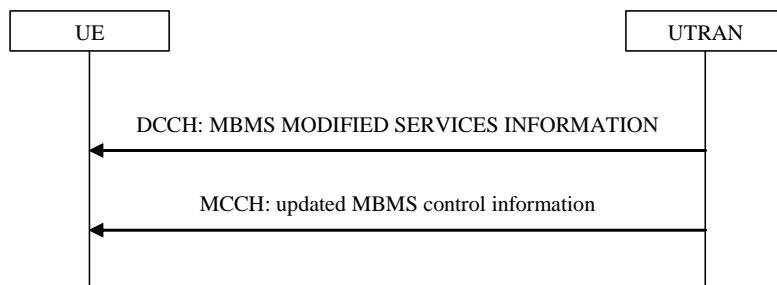 UE
UTRAN
DCCH: MBMS MODIFIED SERVICES INFORMATION
MCCH: updated MBMS control information